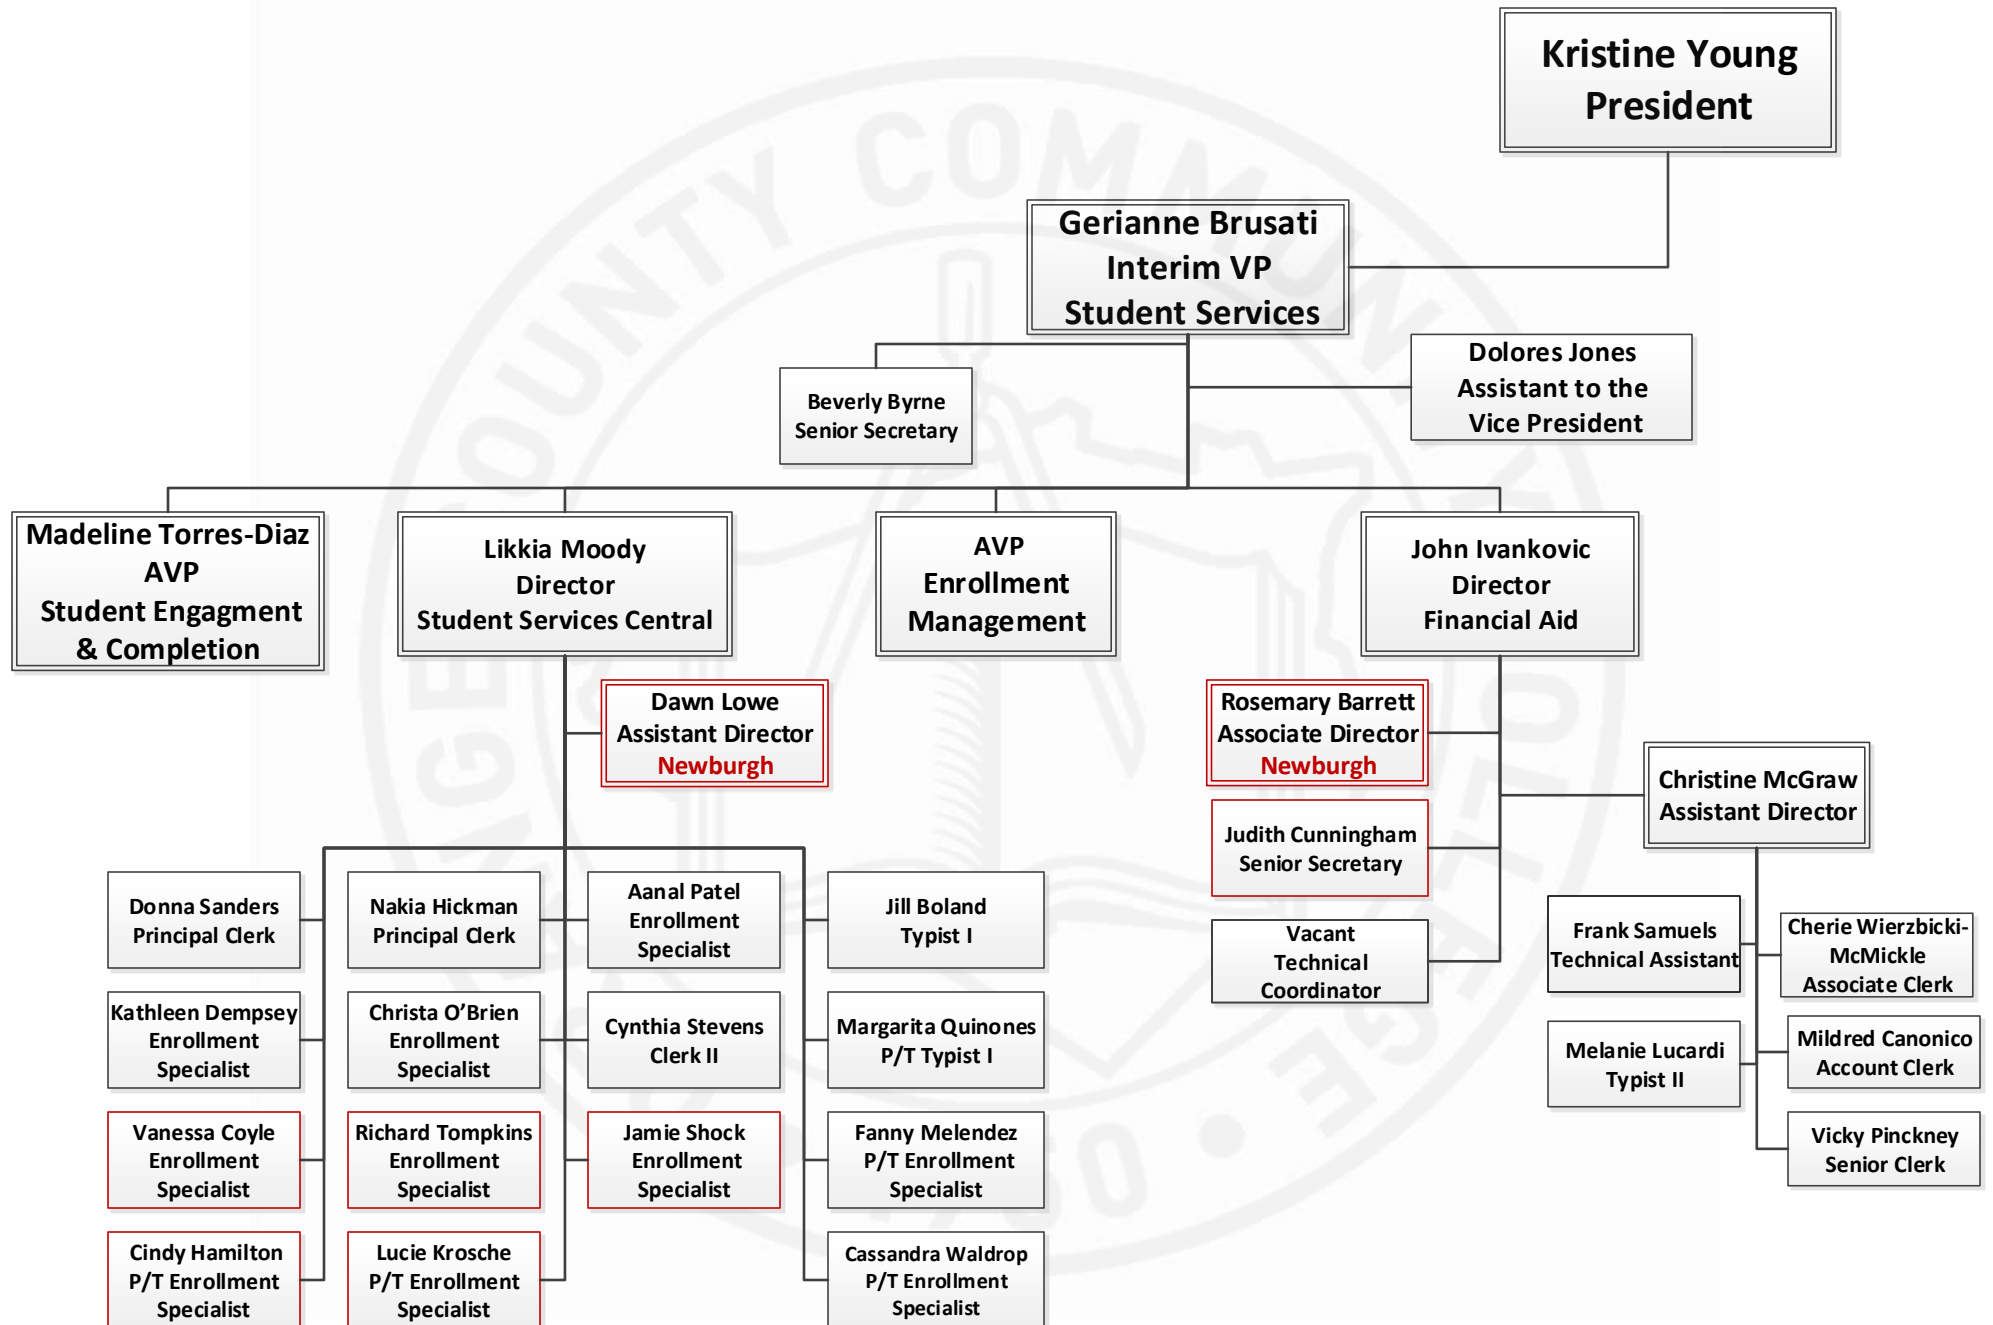 Kristine Young
President
Gerianne Brusati
Interim VP
Student Services
Dolores Jones
Assistant to the
Vice President
Beverly Byrne
Senior Secretary
Madeline Torres-Diaz
AVP
Student Engagment
& Completion
Likkia Moody
Director
Student Services Central
AVP
Enrollment
Management
John Ivankovic
Director
Financial Aid
Dawn Lowe
Assistant Director
Newburgh
Rosemary Barrett
Associate Director
Newburgh
Christine McGraw
Assistant Director
Judith Cunningham
Senior Secretary
Vacant
Technical
Coordinator
Donna Sanders
Principal Clerk
Nakia Hickman
Principal Clerk
Aanal Patel
Enrollment
Specialist
Jill Boland
Typist I
Frank Samuels
Technical Assistant
Cherie Wierzbicki-
McMickle
Associate Clerk
Kathleen Dempsey
Enrollment
Specialist
Christa O’Brien
Enrollment
Specialist
Cynthia Stevens
Clerk II
Margarita Quinones
P/T Typist I
Melanie Lucardi
Typist II
Mildred Canonico
Account Clerk
Vanessa Coyle
Enrollment
Specialist
Richard Tompkins
Enrollment
Specialist
Jamie Shock
Enrollment
Specialist
Fanny Melendez
P/T Enrollment
Specialist
Vicky Pinckney
Senior Clerk
Cindy Hamilton
P/T Enrollment
Specialist
Lucie Krosche
P/T Enrollment
Specialist
Cassandra Waldrop
P/T Enrollment
Specialist
COUNTY COMMUNITY